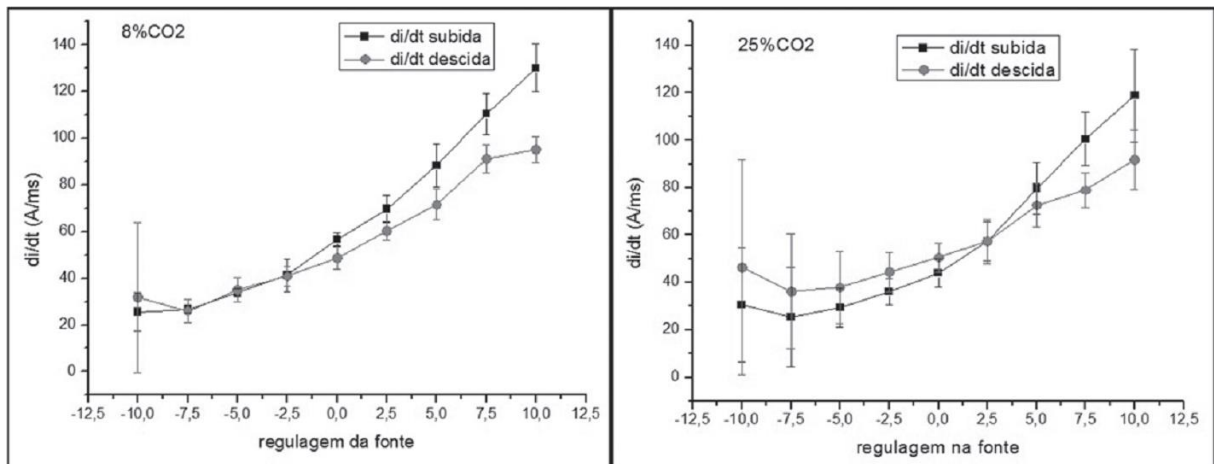 8%CO2
di/dt subida
di/dt descida
di/dt (A/ms)
140
120
100
80
60
40
20
0
-12,5 -10,0 -7,5 -5,0 -2,5 0,0 2,5 5,0 7,5 10,0 12,5
regulagem da fonte
25%CO2
di/dt subida
di/dt descida
di/dt (A/ms)
140
120
100
80
60
40
20
0
-12,5 -10,0 -7,5 -5,0 -2,5 0,0 2,5 5,0 7,5 10,0 12,5
regulagem na fonte